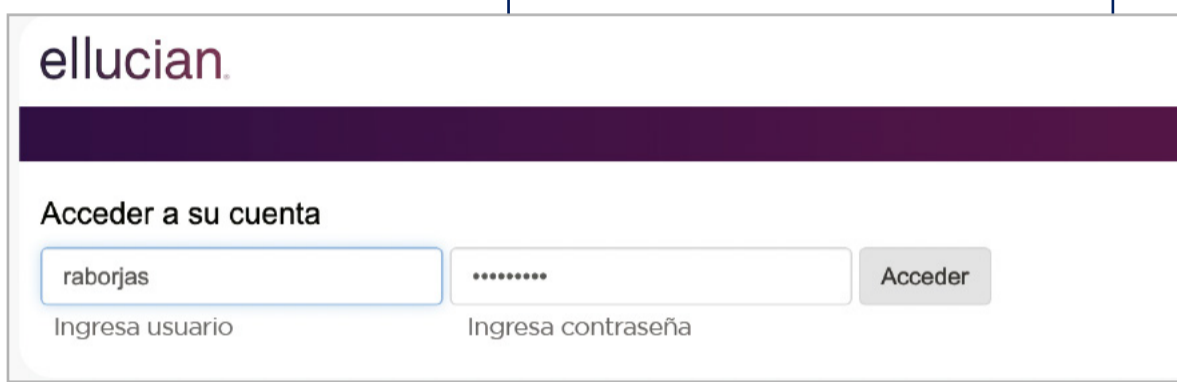 ellucian®
Acceder a su cuenta
raborjas ••••••••• Acceder
Ingresa usuario Ingresa contraseña